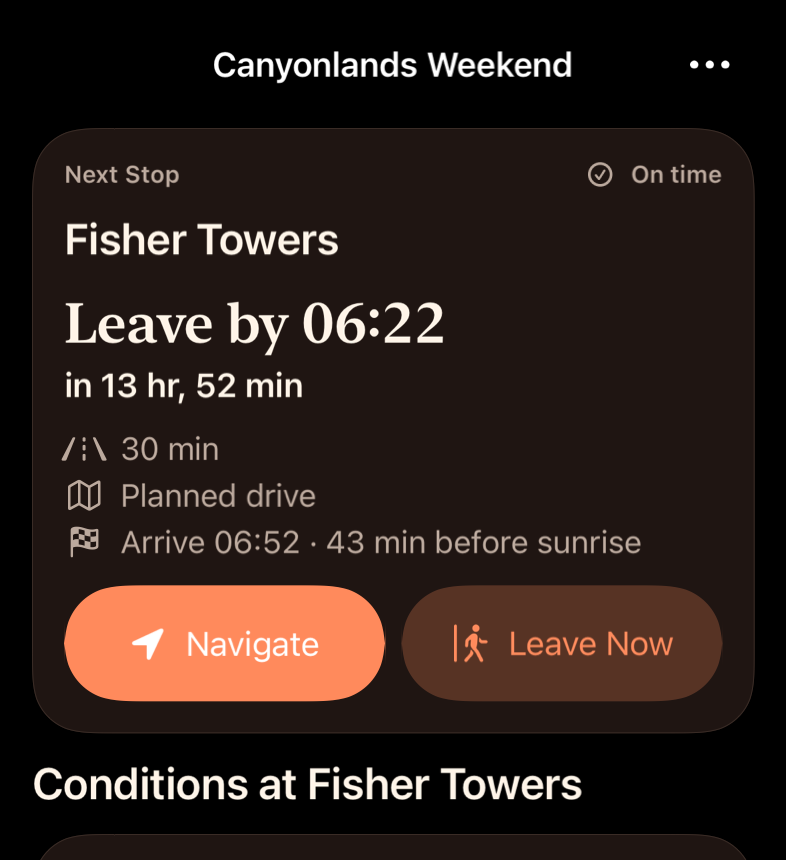 Canyonlands Weekend
Next Stop
On time
Fisher Towers
Leave by 06:22
in 13 hr, 52 min
30 min
Planned drive
Arrive 06:52 · 43 min before sunrise
Navigate
Leave Now
Conditions at Fisher Towers